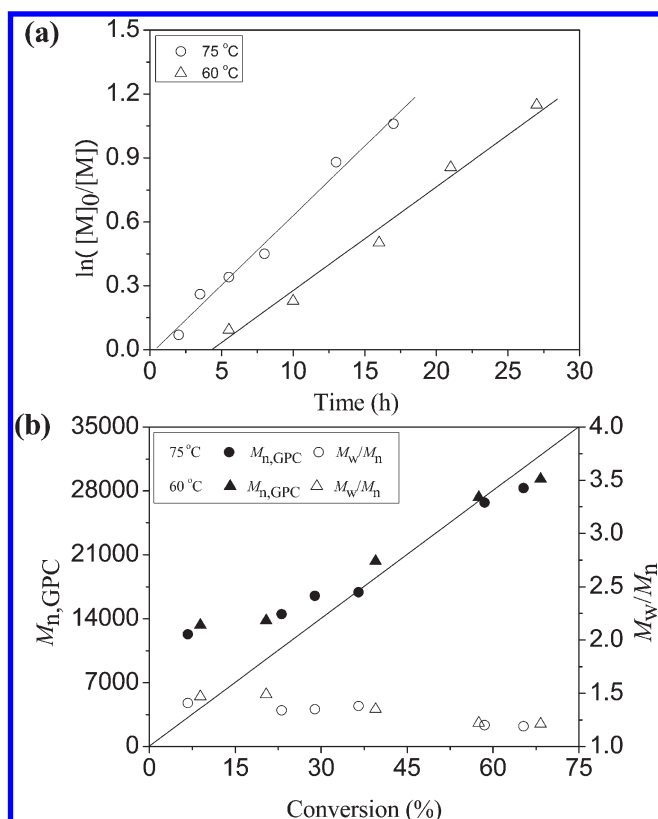 (a)
75 °C
60 °C
1.5
1.2
0.9
0.6
0.3
0.0
ln( [M]0/[M])
0 5 10 15 20 25 30
Time (h)
(b)
75 °C Mn,GPC Mw/Mn
60 °C Mn,GPC Mw/Mn
35000
28000
21000
14000
7000
0
Mn,GPC
4.0
3.5
3.0
2.5
2.0
1.5
1.0
Mw/Mn
0 15 30 45 60 75
Conversion (%)